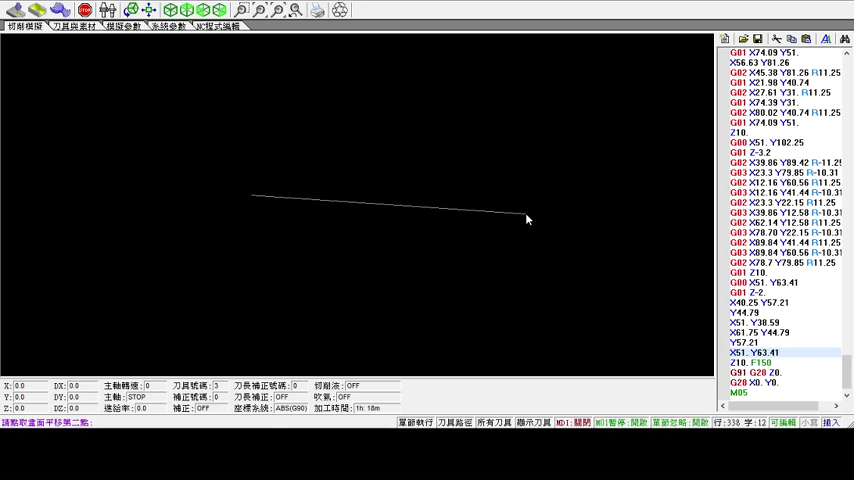 STOP
切削模擬 刀具與素材 模擬參數 系統參數 NC程式編輯
G01 X74.09 Y51.
X56.63 Y81.26
G02 X45.38 Y81.26 R11.25
G01 X21.98 Y40.74
G02 X27.61 Y31. R11.25
G01 X74.39 Y31.
G02 X80.02 Y40.74 R11.25
G01 X74.09 Y51.
Z10.
G00 X51. Y102.25
G01 Z-3.2
G02 X39.86 Y89.42 R-11.25
G03 X23.3 Y79.85 R-10.31
G02 X12.16 Y60.56 R11.25
G03 X12.16 Y41.44 R-10.31
G02 X23.3 Y22.15 R11.25
G03 X39.86 Y12.58 R-10.31
G02 X62.14 Y12.58 R11.25
G03 X78.70 Y22.15 R-10.31
G02 X89.84 Y41.44 R11.25
G03 X89.84 Y60.56 R-10.31
G02 X78.7 Y79.85 R11.25
G01 Z10.
G00 X51. Y63.41
G01 Z-2.
X40.25 Y57.21
Y44.79
X51. Y38.59
X61.75 Y44.79
Y57.21
X51. Y63.41
Z10. F150
G91 G28 Z0.
G28 X0. Y0.
M05
X: 0.0 DX: 0.0 主軸轉速: 0 刀具號碼: 3 刀長補正號碼: 0 切削液: OFF
Y: 0.0 DY: 0.0 主軸: STOP 補正號碼: 0 刀長補正: OFF 吹氣: OFF
Z: 0.0 DZ: 0.0 進給率: 0.0 補正: OFF 座標系統: ABS(G90) 加工時間: 1h: 18m
請點取畫面平移第二點: 單節執行 刀具路徑 所有刀具 顯示刀具 MDI:關閉 M01暫停:開啟 單節忽略:開啟 行:338 字:12 可編輯 小寫 插入